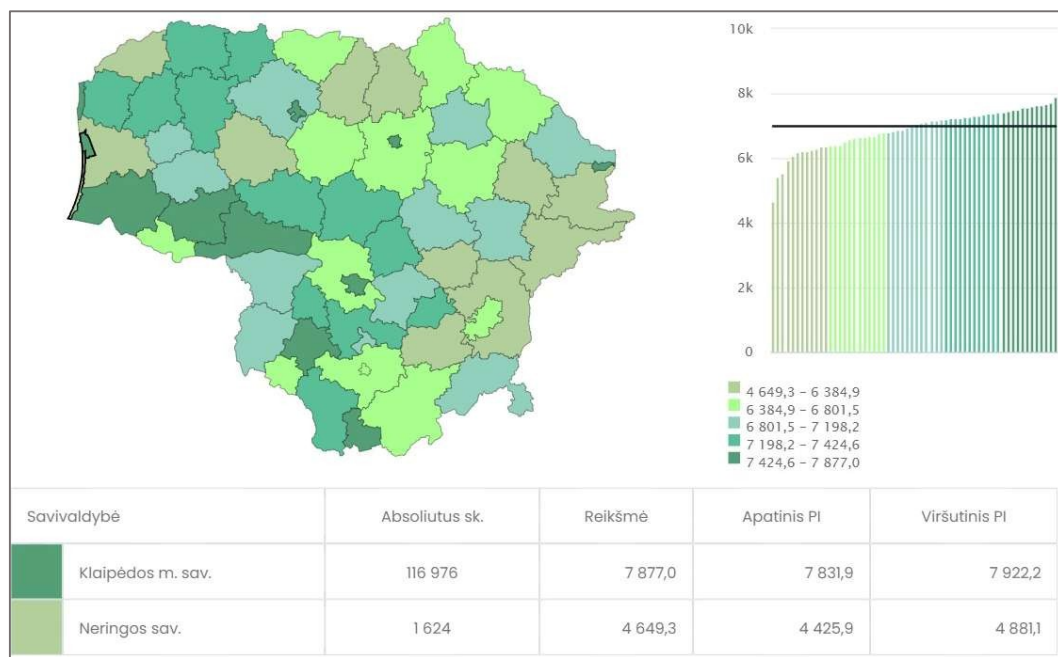 10k
8k
6k
4k
2k
0
4 649,3 – 6 384,9
6 384,9 – 6 801,5
6 801,5 – 7 198,2
7 198,2 – 7 424,6
7 424,6 – 7 877,0
Savivaldybė Absoliutus sk. Reikšmė Apatinis PI Viršutinis PI
Klaipėdos m. sav. 116 976 7 877,0 7 831,9 7 922,2
Neringos sav. 1 624 4 649,3 4 425,9 4 881,1